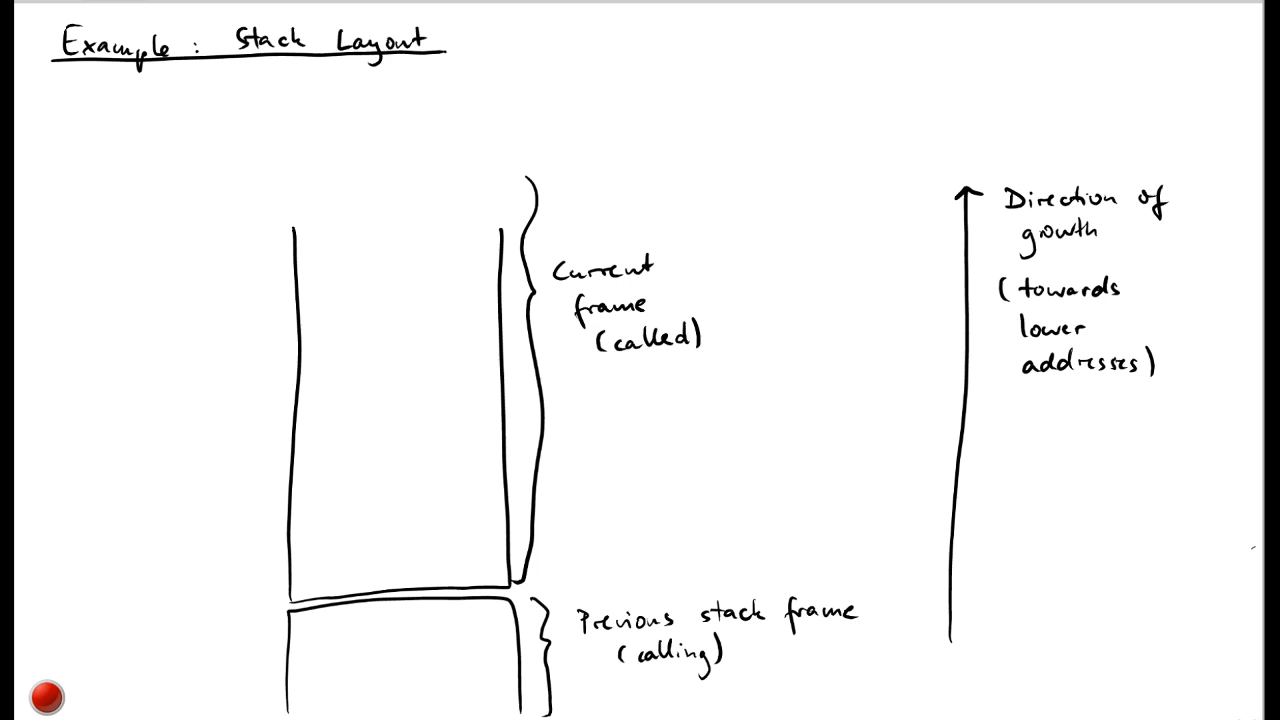 Example : Stack Layout
Current
frame
(called)
Direction of
growth
(towards
lower
addresses)
Previous stack frame
(calling)